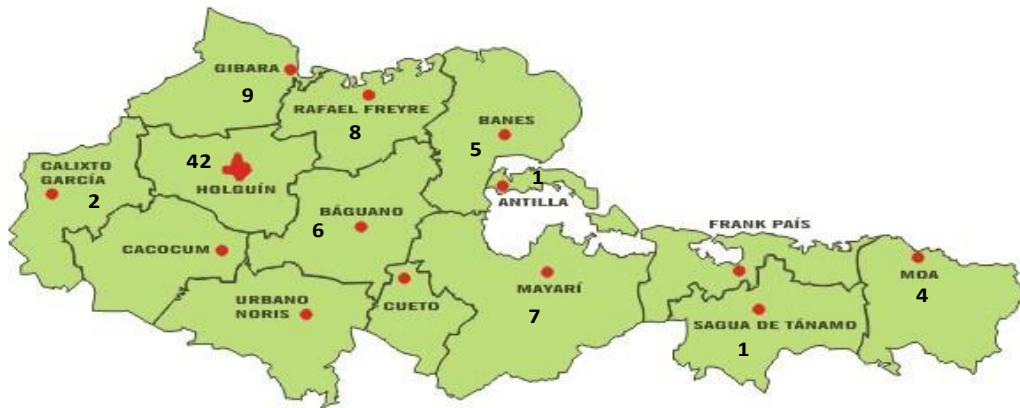 GIBARA
9
RAFAEL FREYRE
8
BANES
5
CALIXTO
GARCÍA
2
42
HOLGUÍN
1
ANTILLA
BÁGUANO
6
CACOCUM
FRANK PAÍS
MOA
4
URBANO
NORIS
CUETO
MAYARÍ
7
SAGUA DE TÁNAMO
1